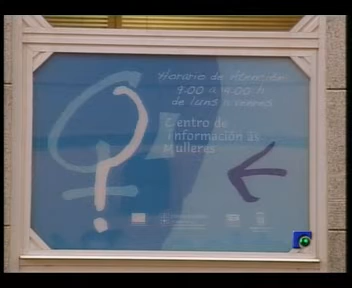 Horario de Atención
9:00 a 14:00 h
de luns a venres
Centro de
Información ás
Mulleres